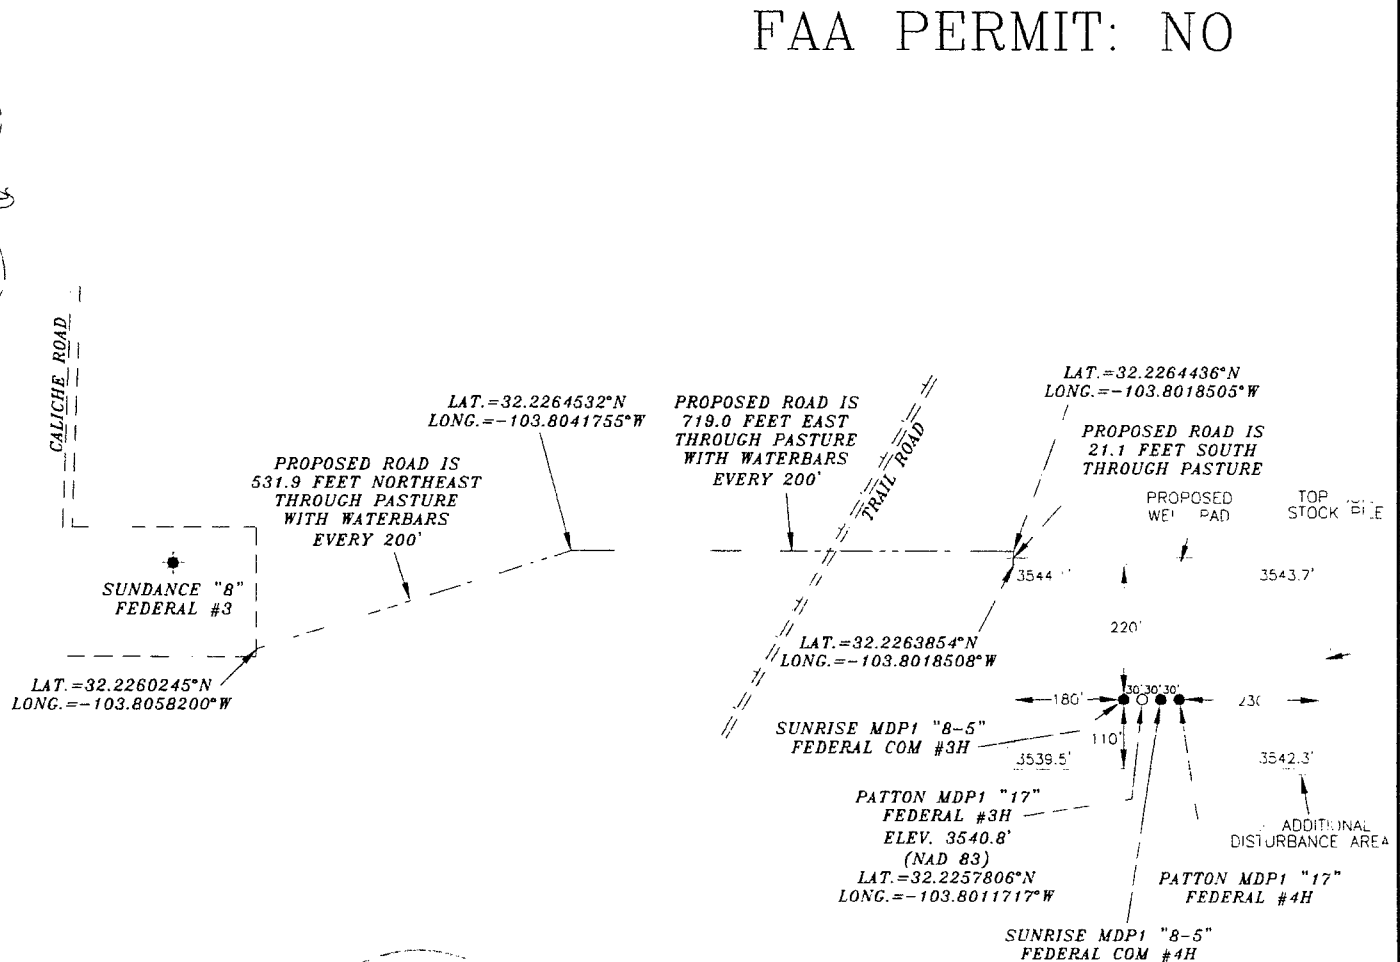 FAA PERMIT: NO
CALICHE ROAD
SUNDANCE "8"
FEDERAL #3
LAT.=32.2260245°N
LONG.=-103.8058200°W
PROPOSED ROAD IS
531.9 FEET NORTHEAST
THROUGH PASTURE
WITH WATERBARS
EVERY 200'
LAT.=32.2264532°N
LONG.=-103.8041755°W
PROPOSED ROAD IS
719.0 FEET EAST
THROUGH PASTURE
WITH WATERBARS
EVERY 200'
TRAIL ROAD
LAT.=32.2264436°N
LONG.=-103.8018505°W
PROPOSED ROAD IS
21.1 FEET SOUTH
THROUGH PASTURE
PROPOSED
PAD
TOP
STOCK PILE
3544
3543.7'
220'
LAT.=32.2263854°N
LONG.=-103.8018508°W
30' 30' 30'
180'
110'
SUNRISE MDP1 "8-5"
FEDERAL COM #3H
3539.5'
3542.3'
PATTON MDP1 "17"
FEDERAL #3H
ELEV. 3540.8'
(NAD 83)
LAT.=32.2257806°N
LONG.=-103.8011717°W
ADDITIONAL
DISTURBANCE AREA
PATTON MDP1 "17"
FEDERAL #4H
SUNRISE MDP1 "8-5"
FEDERAL COM #4H